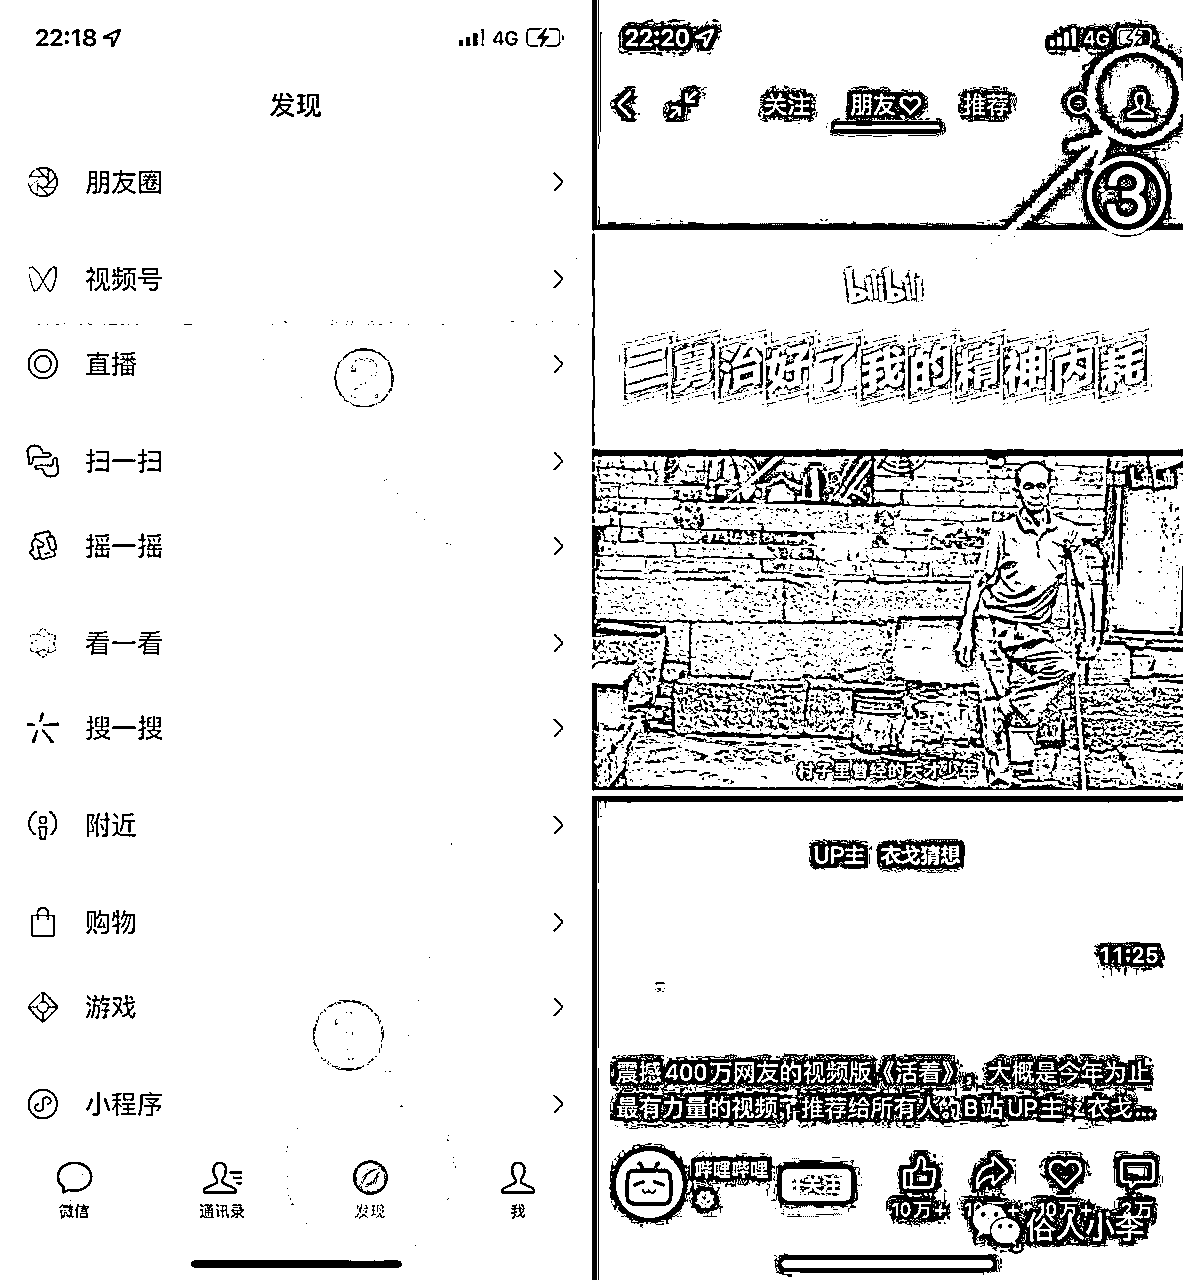 22:18
4G
发现
朋友圈
视频号
直播
2
扫一扫
摇一摇
看一看
搜一搜
附近
购物
游戏
1
小程序
微信
通讯录
发现
我
22:20
4G
关注
朋友
推荐
3
bilibili
二舅治好了我的精神内耗
bilibili
村子里曾经的天才少年
UP主 衣戈猜想
11:25
震撼400万网友的视频版《活着》，大概是今年为止
最有力量的视频了推荐给所有人。B站UP主：衣戈...
哔哩哔哩
关注
10万+
10万+
2万
俗人小李